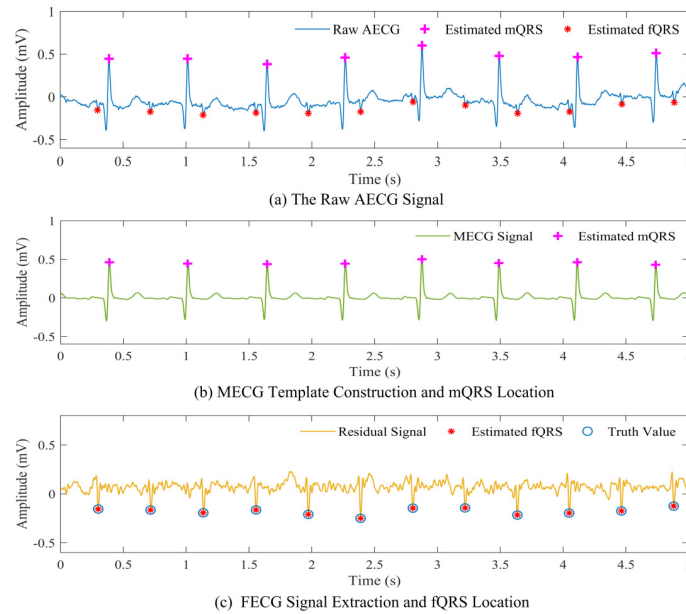 1
Raw AECG
Estimated mQRS
Estimated fQRS
Amplitude (mV)
0.5
0
-0.5
0 0.5 1 1.5 2 2.5 3 3.5 4 4.5 5
Time (s)
(a) The Raw AECG Signal
MECG Signal
Estimated mQRS
Amplitude (mV)
0.5
0
-0.5
0 0.5 1 1.5 2 2.5 3 3.5 4 4.5 5
Time (s)
(b) MECG Template Construction and mQRS Location
Residual Signal
Estimated fQRS
Truth Value
Amplitude (mV)
0.5
0
-0.5
0 0.5 1 1.5 2 2.5 3 3.5 4 4.5 5
Time (s)
(c) FECG Signal Extraction and fQRS Location